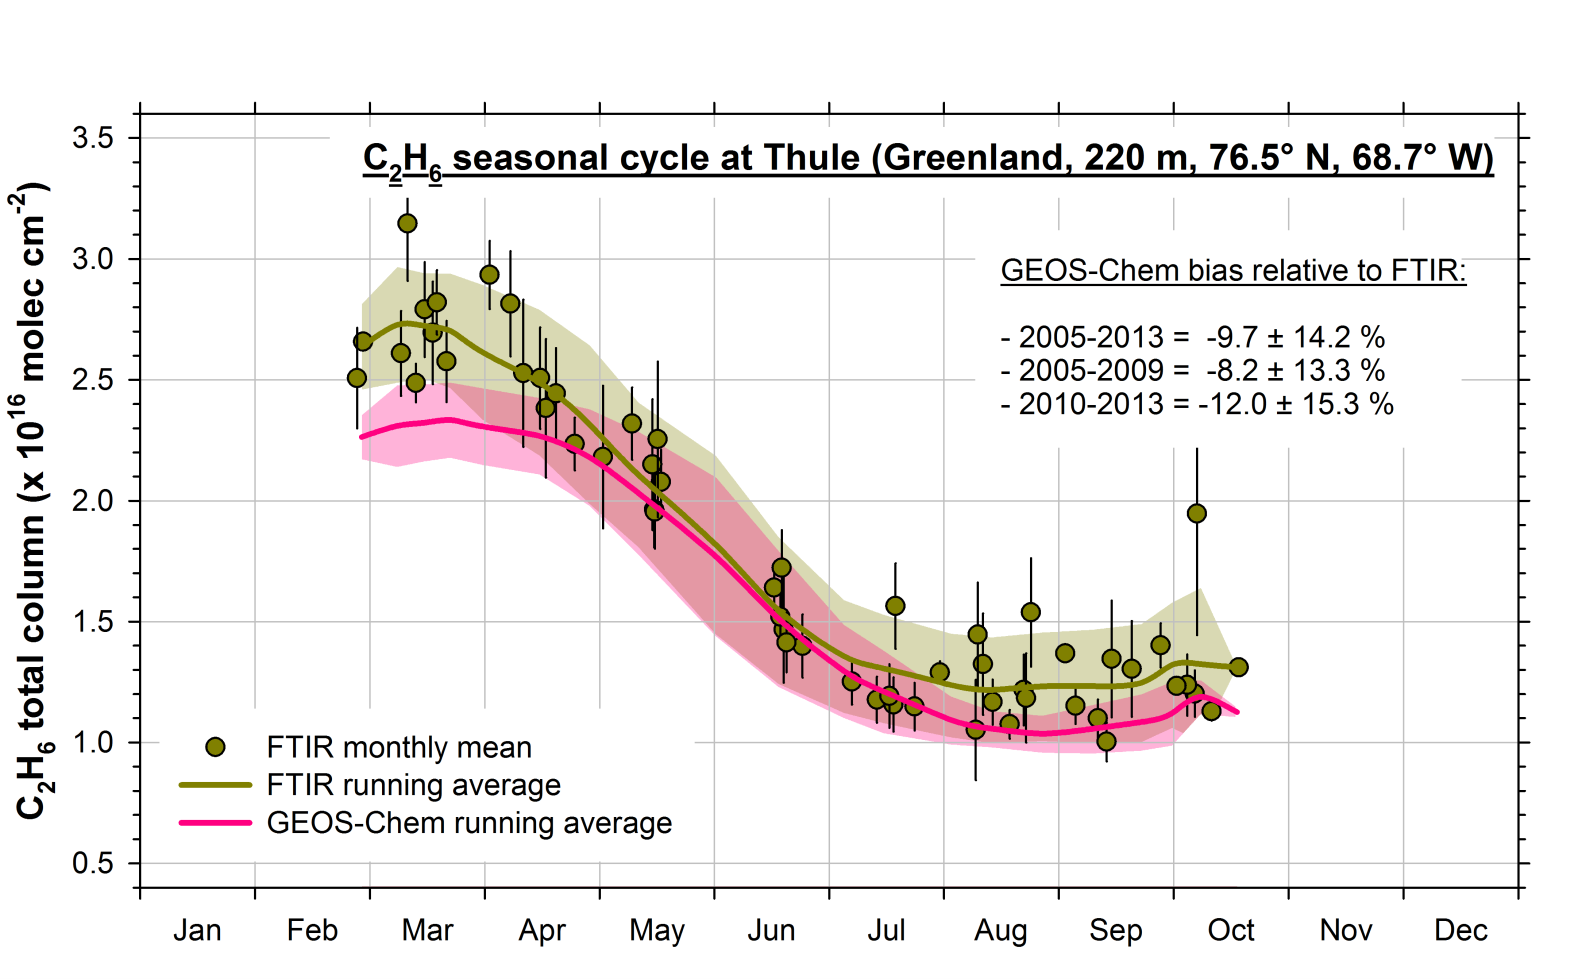 C₂H₆ seasonal cycle at Thule (Greenland, 220 m, 76.5° N, 68.7° W)
GEOS-Chem bias relative to FTIR:
- 2005-2013 = -9.7 ± 14.2 %
- 2005-2009 = -8.2 ± 13.3 %
- 2010-2013 = -12.0 ± 15.3 %
C₂H₆ total column (x 10¹⁶ molec cm⁻²)
3.5
3.0
2.5
2.0
1.5
1.0
0.5
FTIR monthly mean
FTIR running average
GEOS-Chem running average
Jan Feb Mar Apr May Jun Jul Aug Sep Oct Nov Dec